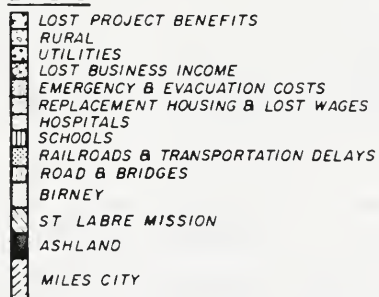 LOST PROJECT BENEFITS
RURAL
UTILITIES
LOST BUSINESS INCOME
EMERGENCY & EVACUATION COSTS
REPLACEMENT HOUSING & LOST WAGES
HOSPITALS
SCHOOLS
RAILROADS & TRANSPORTATION DELAYS
ROAD & BRIDGES
BIRNEY
ST. LABRE MISSION
ASHLAND
MILES CITY